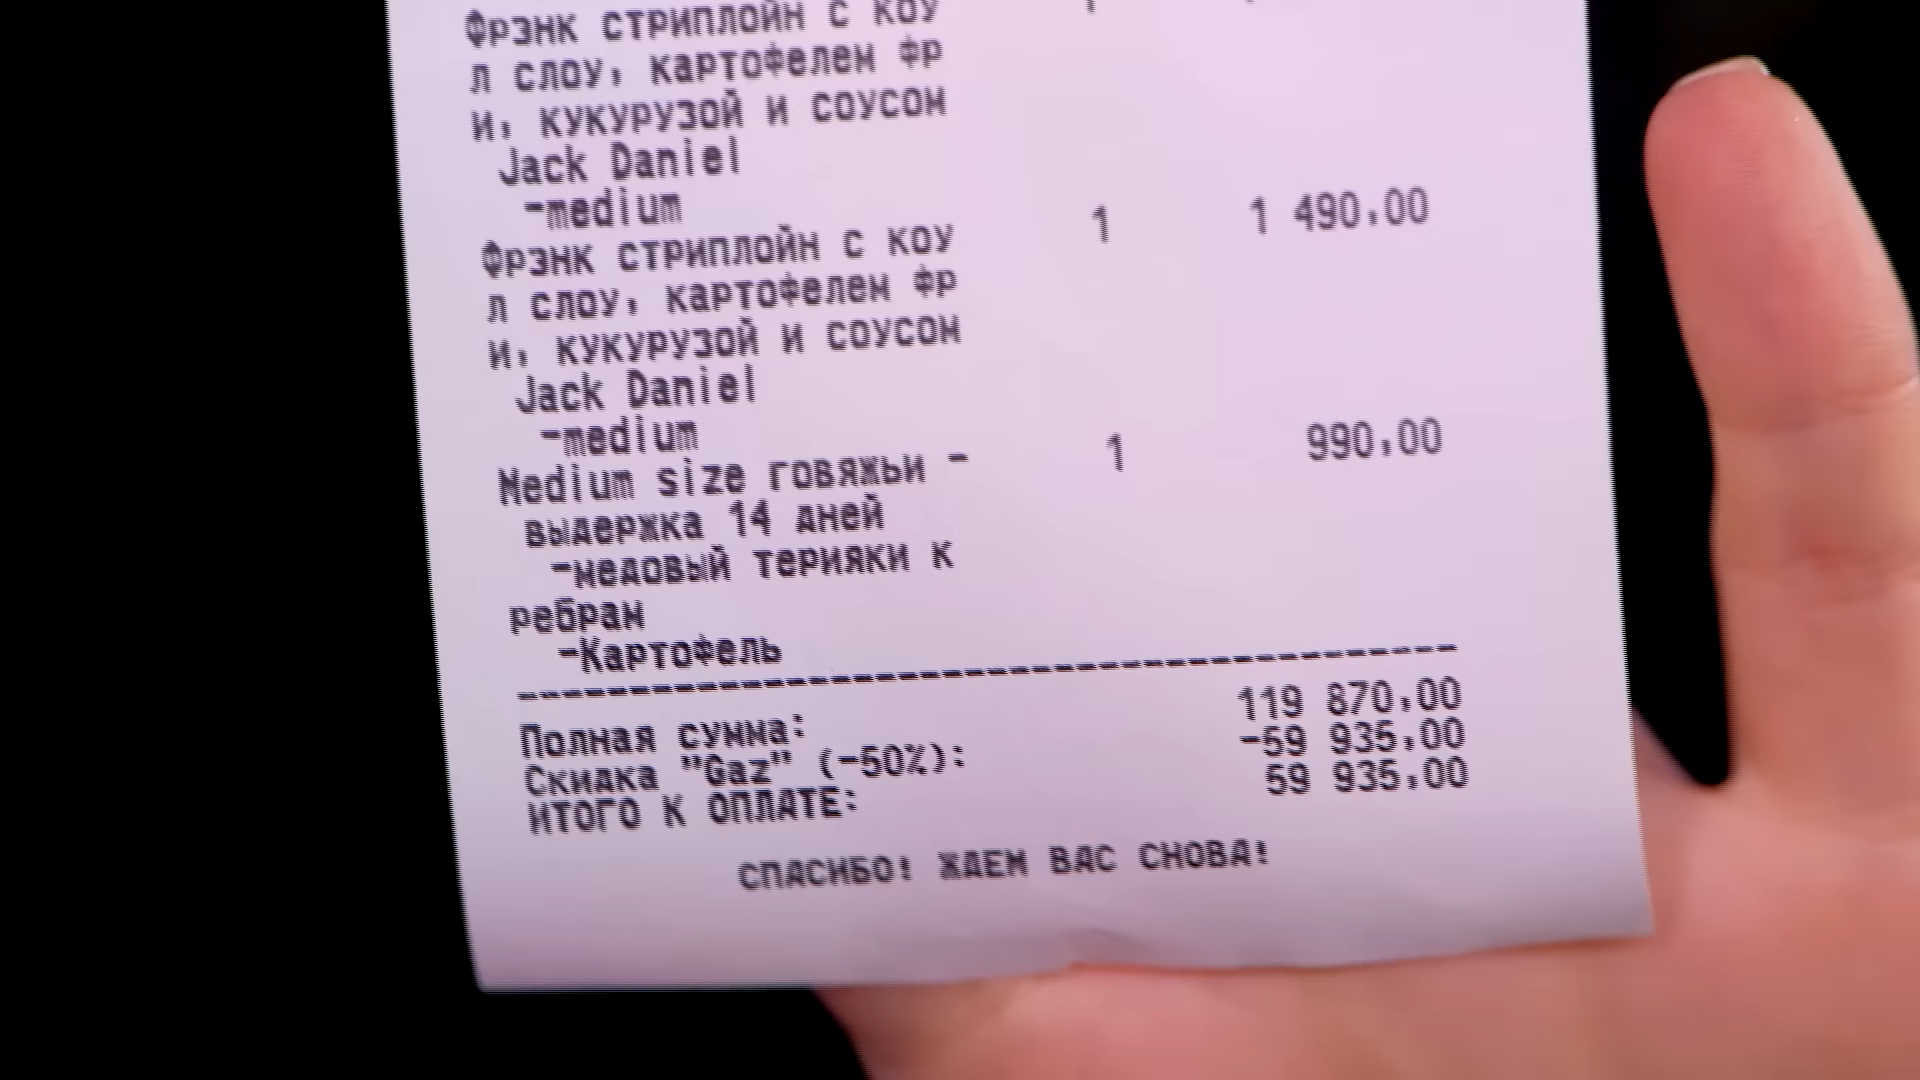 Фрэнк стриплойн с коу
л слоу, картофелем фр
и, кукурузой и соусом
Jack Daniel
-medium
Фрэнк стриплойн с коу 1 1 490,00
л слоу, картофелем фр
и, кукурузой и соусом
Jack Daniel
-medium
Medium size говяжьи - 1 990,00
выдержка 14 дней
-медовый терияки к
ребрам
-Картофель
Полная сумма: 119 870,00
Скидка "Gaz" (-50%): -59 935,00
ИТОГО К ОПЛАТЕ: 59 935,00
СПАСИБО! ЖДЕМ ВАС СНОВА!